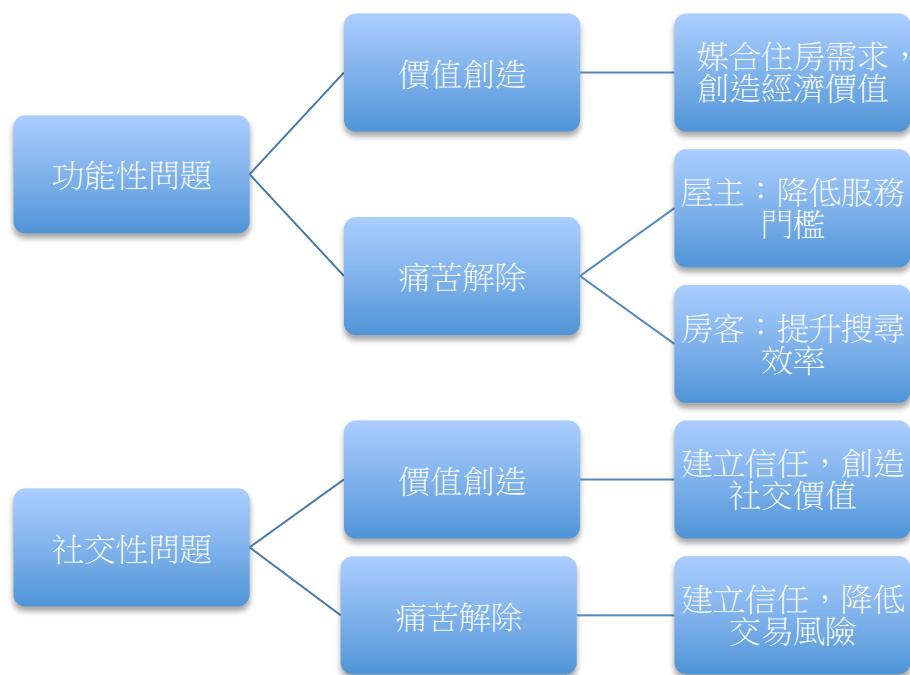 功能性問題
價值創造
媒合住房需求，
創造經濟價值
痛苦解除
屋主：降低服務
門檻
房客：提升搜尋
效率
社交性問題
價值創造
建立信任，創造
社交價值
痛苦解除
建立信任，降低
交易風險